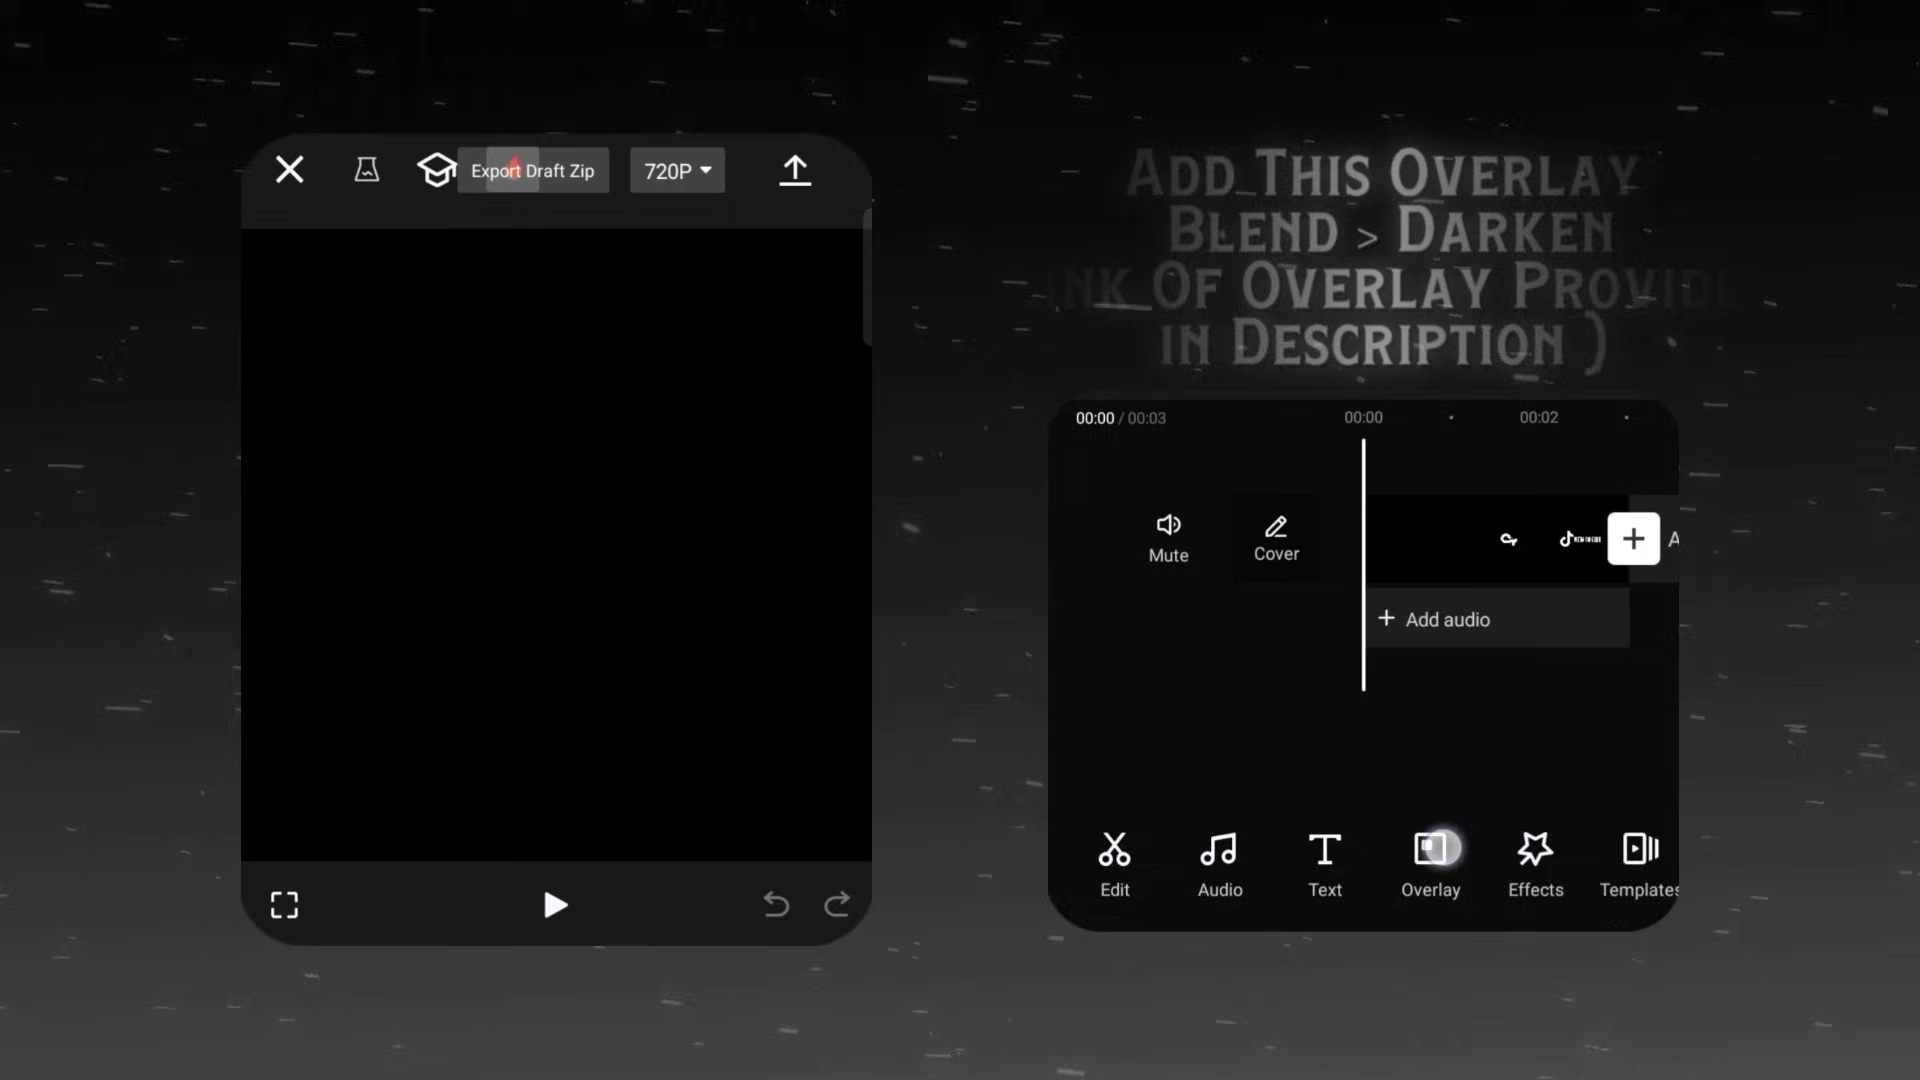 Export Draft Zip
720P
Add This Overlay
Blend > Darken
Of Overlay Provide
in Description )
00:00 / 00:03
00:00
00:02
Mute
Cover
A
+ Add audio
Edit
Audio
Text
Overlay
Effects
Templates